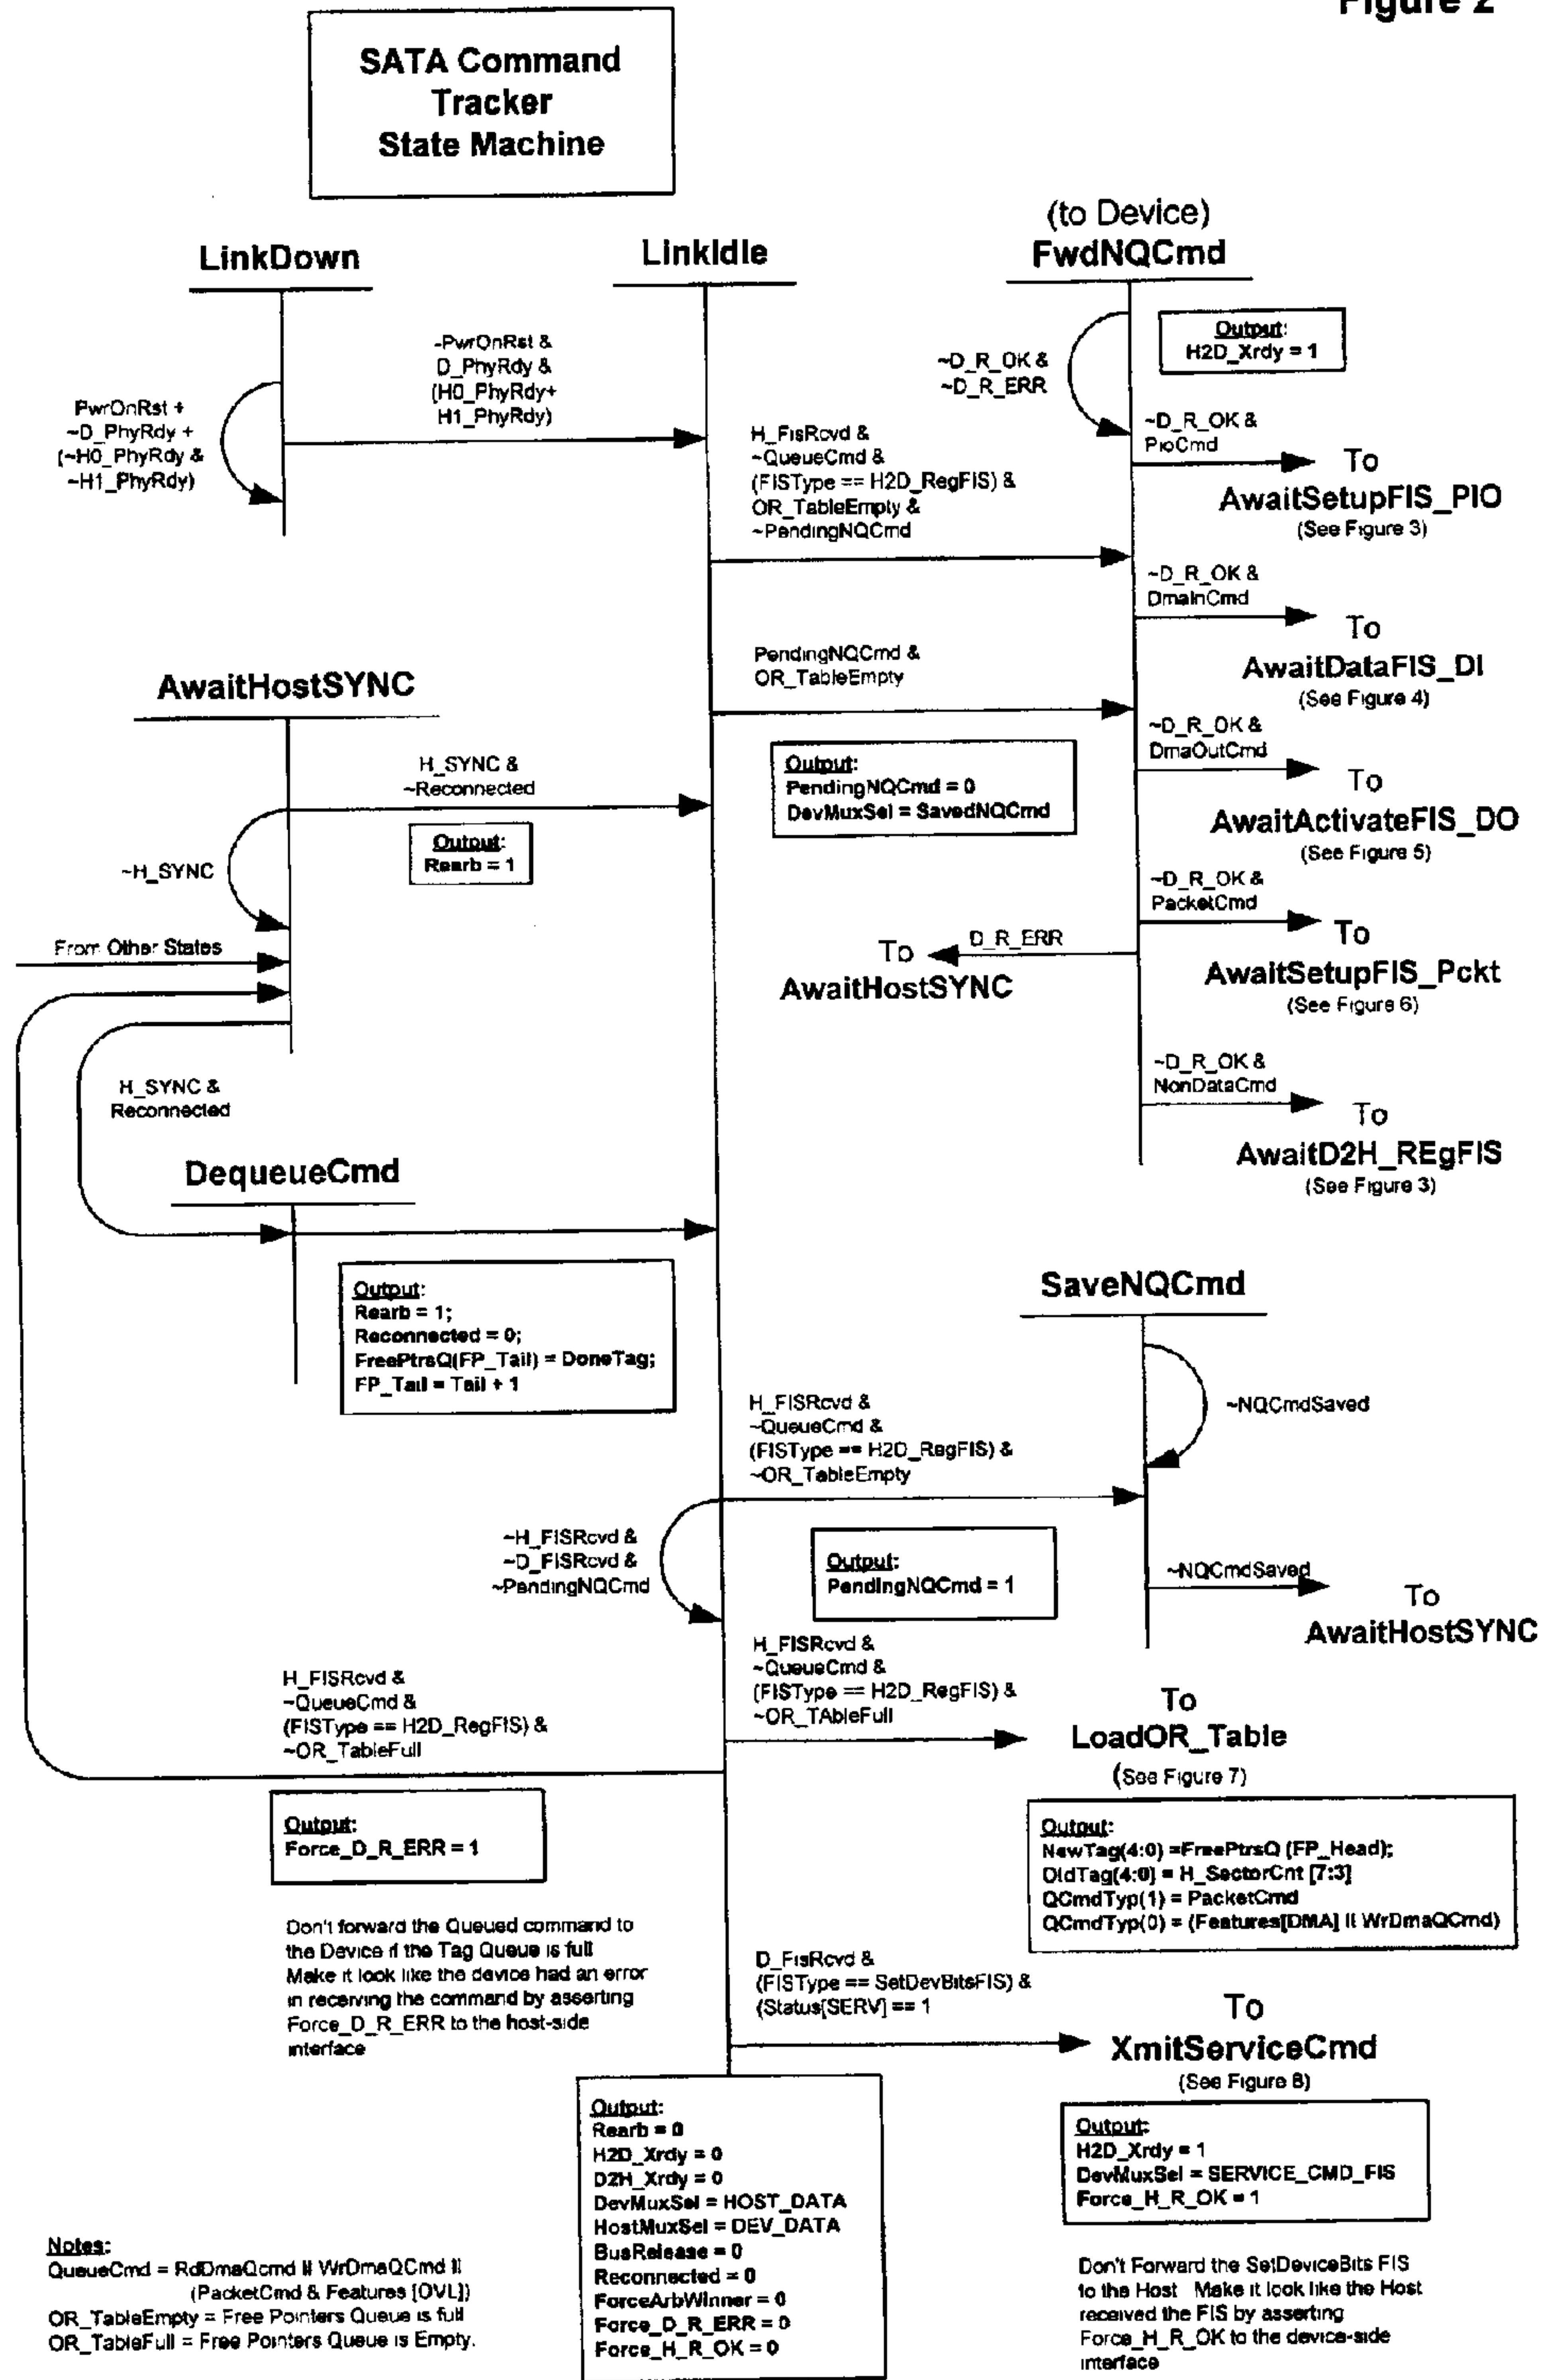 Figure 2
SATA Command
Tracker
State Machine
LinkDown
PwrOnRst +
~D_PhyRdy +
(~H0_PhyRdy &
~H1_PhyRdy)
~PwrOnRst &
D_PhyRdy &
(H0_PhyRdy+
H1_PhyRdy)
LinkIdle
(to Device)
FwdNQCmd
~D_R_OK &
~D_R_ERR
Output:
H2D_Xrdy = 1
~D_R_OK &
PioCmd
To
AwaitSetupFIS_PIO
(See Figure 3)
H_FisRcvd &
~QueueCmd &
(FISType == H2D_RegFIS) &
OR_TableEmpty &
~PendingNQCmd
~D_R_OK &
DmaInCmd
To
AwaitDataFIS_DI
(See Figure 4)
PendingNQCmd &
OR_TableEmpty
Output:
PendingNQCmd = 0
DevMuxSel = SavedNQCmd
~D_R_OK &
DmaOutCmd
To
AwaitActivateFIS_DO
(See Figure 5)
~D_R_OK &
PacketCmd
To
AwaitSetupFIS_Pckt
(See Figure 6)
D_R_ERR
To
AwaitHostSYNC
~D_R_OK &
NonDataCmd
To
AwaitD2H_REgFIS
(See Figure 3)
AwaitHostSYNC
H_SYNC &
~Reconnected
Output:
Rearb = 1
~H_SYNC
From Other States
H_SYNC &
Reconnected
DequeueCmd
Output:
Rearb = 1;
Reconnected = 0;
FreePtrsQ(FP_Tail) = DoneTag;
FP_Tail = Tail + 1
SaveNQCmd
~NQCmdSaved
H_FISRcvd &
~QueueCmd &
(FISType == H2D_RegFIS) &
~OR_TableEmpty
Output:
PendingNQCmd = 1
~NQCmdSaved
To
AwaitHostSYNC
~H_FISRcvd &
~D_FISRcvd &
~PendingNQCmd
H_FISRcvd &
~QueueCmd &
(FISType == H2D_RegFIS) &
~OR_TAbleFull
To
LoadOR_Table
(See Figure 7)
Output:
NewTag(4:0) =FreePtrsQ (FP_Head);
OldTag(4:0) = H_SectorCnt [7:3]
QCmdTyp(1) = PacketCmd
QCmdTyp(0) = (Features[DMA] II WrDmaQCmd)
H_FISRcvd &
~QueueCmd &
(FISType == H2D_RegFIS) &
~OR_TableFull
Output:
Force_D_R_ERR = 1
Don't forward the Queued command to
the Device if the Tag Queue is full
Make it look like the device had an error
in receiving the command by asserting
Force_D_R_ERR to the host-side
interface
D_FisRcvd &
(FISType == SetDevBitsFIS) &
(Status[SERV] == 1
To
XmitServiceCmd
(See Figure 8)
Output:
H2D_Xrdy = 1
DevMuxSel = SERVICE_CMD_FIS
Force_H_R_OK = 1
Don't Forward the SetDeviceBits FIS
to the Host Make it look like the Host
received the FIS by asserting
Force_H_R_OK to the device-side
interface
Output:
Rearb = 0
H2D_Xrdy = 0
D2H_Xrdy = 0
DevMuxSel = HOST_DATA
HostMuxSel = DEV_DATA
BusRelease = 0
Reconnected = 0
ForceArbWinner = 0
Force_D_R_ERR = 0
Force_H_R_OK = 0
Notes:
QueueCmd = RdDmaQcmd II WrDmaQCmd II
(PacketCmd & Features [OVL])
OR_TableEmpty = Free Pointers Queue is full
OR_TableFull = Free Pointers Queue is Empty.